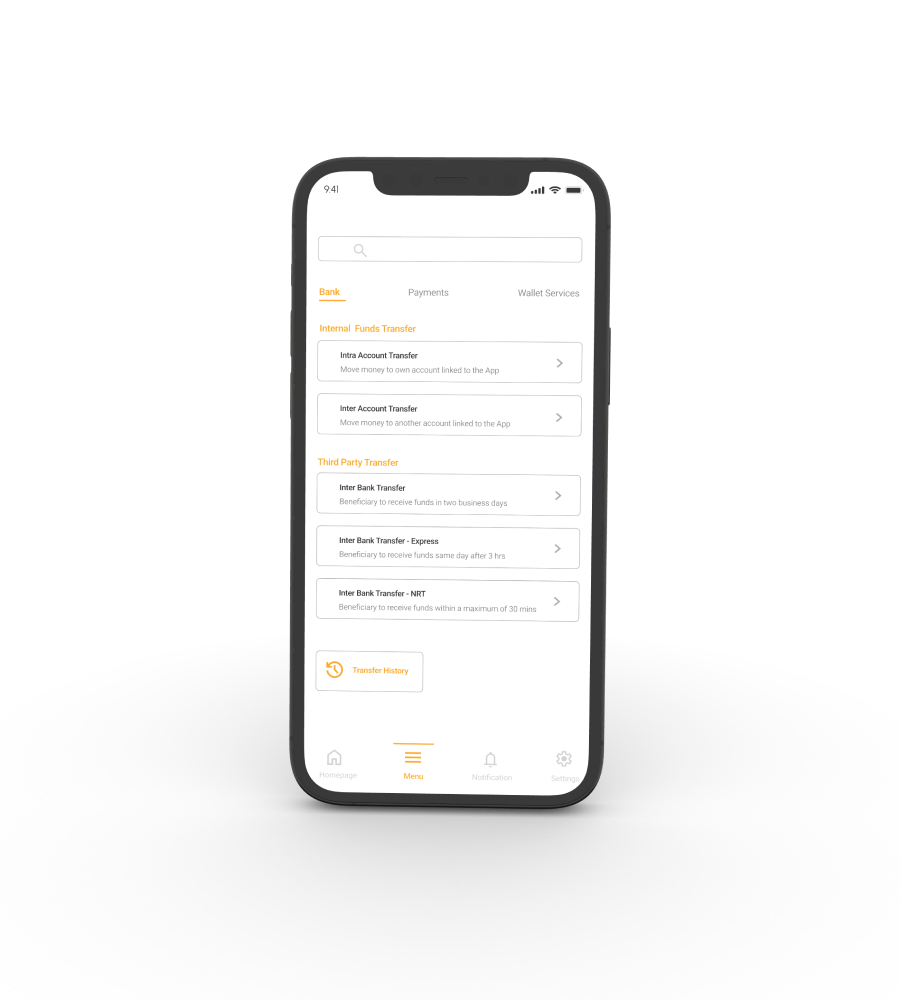 9:41
Bank
Payments
Wallet Services
Internal Funds Transfer
Intra Account Transfer
Move money to own account linked to the App
Inter Account Transfer
Move money to another account linked to the App
Third Party Transfer
Inter Bank Transfer
Beneficiary to receive funds in two business days
Inter Bank Transfer - Express
Beneficiary to receive funds same day after 3 hrs
Inter Bank Transfer - NRT
Beneficiary to receive funds within a maximum of 30 mins
Transfer History
Homepage
Menu
Notification
Settings